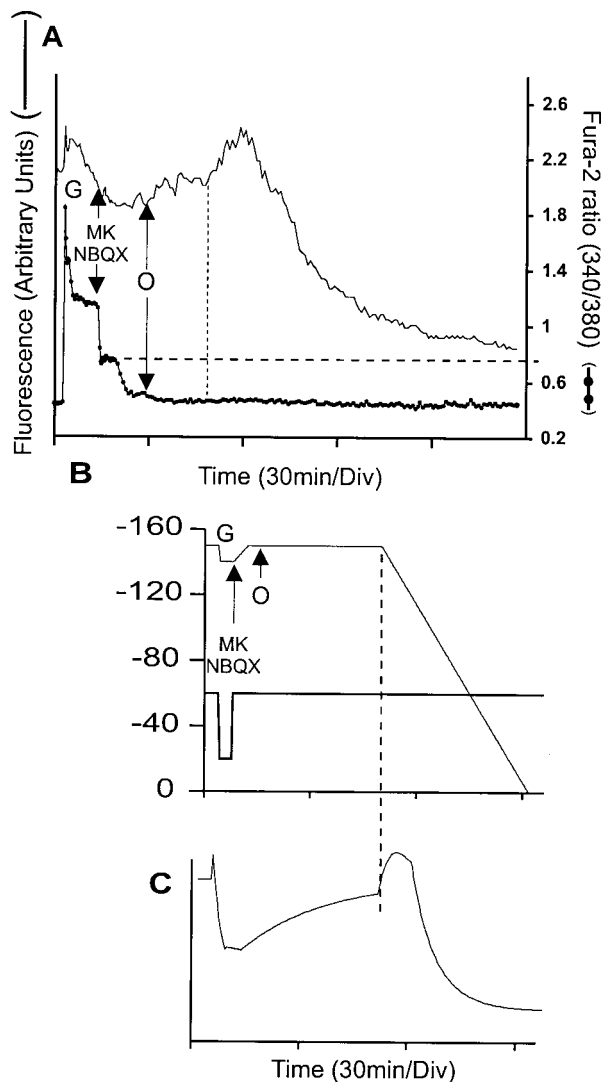 A
Fluorescence (Arbitrary Units) (—)
2.6
2.2
1.8
1.4
1
0.6
0.2
Fura-2 ratio (340/380)
G
MK
NBQX
O
Time (30min/Div)
B
-160
-120
-80
-40
0
G
O
MK
NBQX
C
Time (30min/Div)